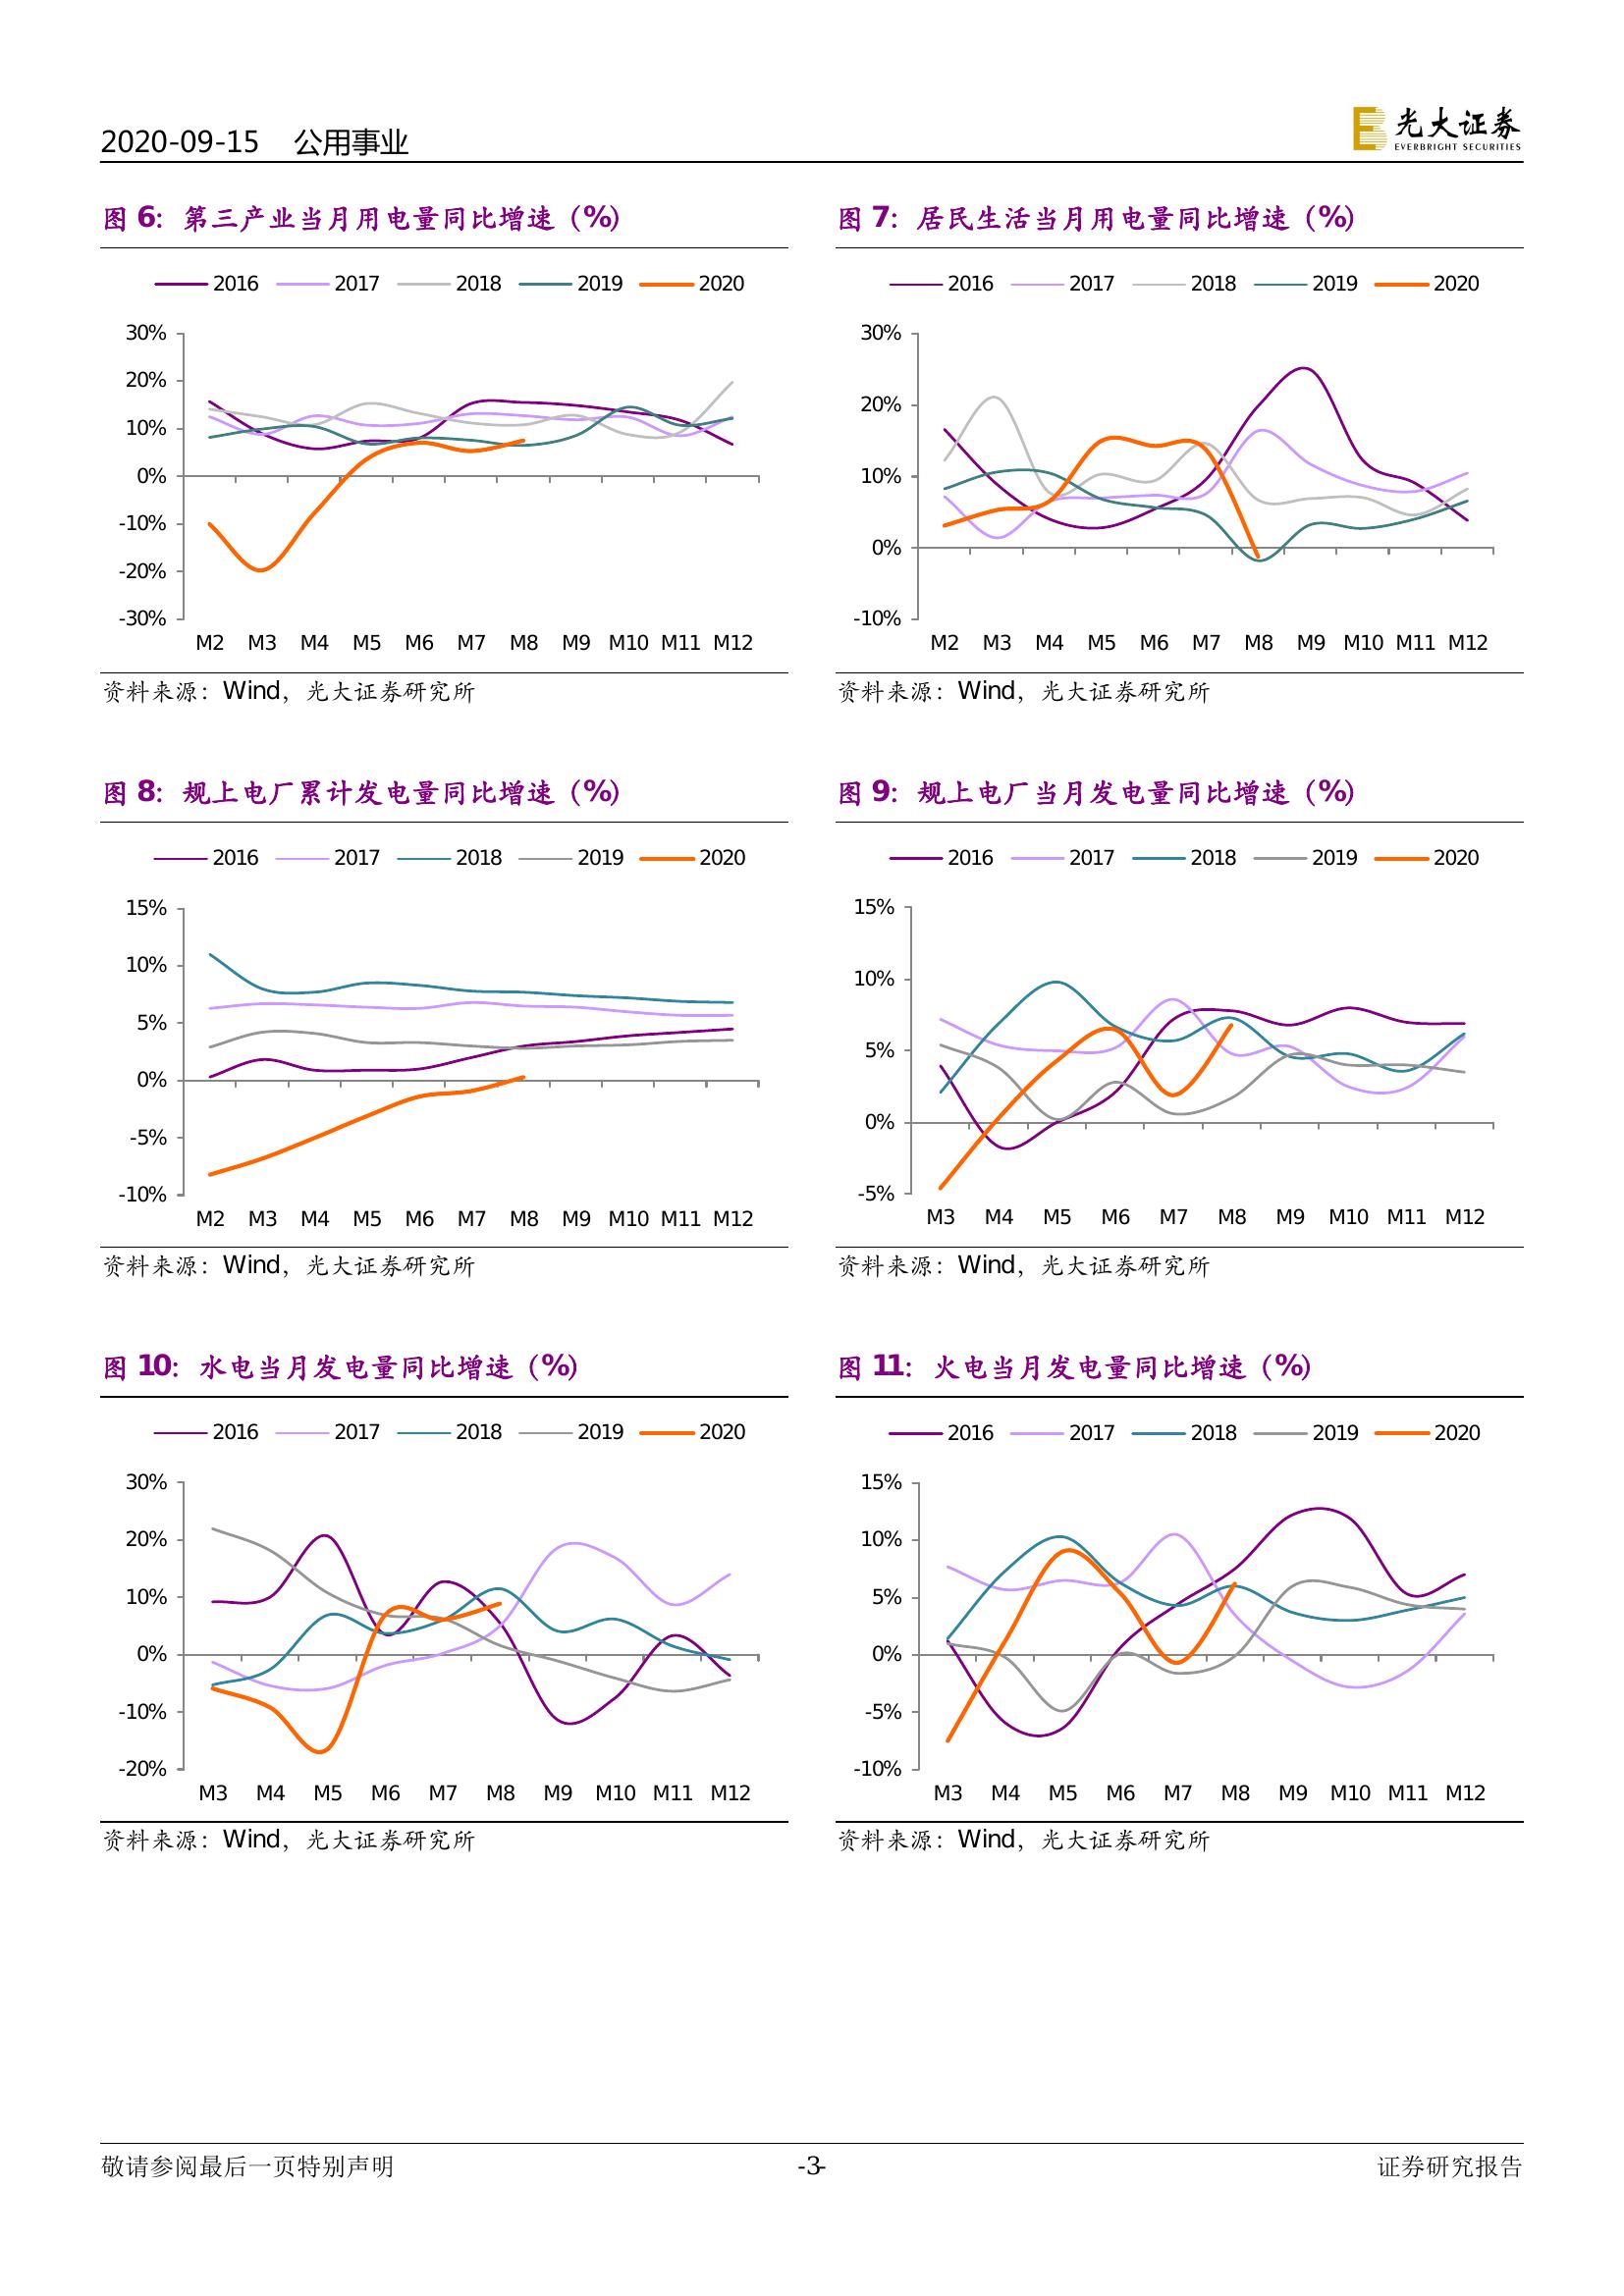 2020-09-15 公用事业
光大证券
EVERBRIGHT SECURITIES
图 6：第三产业当月用电量同比增速（%）
2016 2017 2018 2019 2020
30%
20%
10%
0%
-10%
-20%
-30%
M2 M3 M4 M5 M6 M7 M8 M9 M10 M11 M12
资料来源：Wind，光大证券研究所
图 7：居民生活当月用电量同比增速（%）
2016 2017 2018 2019 2020
30%
20%
10%
0%
-10%
M2 M3 M4 M5 M6 M7 M8 M9 M10 M11 M12
资料来源：Wind，光大证券研究所
图 8：规上电厂累计发电量同比增速（%）
2016 2017 2018 2019 2020
15%
10%
5%
0%
-5%
-10%
M2 M3 M4 M5 M6 M7 M8 M9 M10 M11 M12
资料来源：Wind，光大证券研究所
图 9：规上电厂当月发电量同比增速（%）
2016 2017 2018 2019 2020
15%
10%
5%
0%
-5%
M3 M4 M5 M6 M7 M8 M9 M10 M11 M12
资料来源：Wind，光大证券研究所
图 10：水电当月发电量同比增速（%）
2016 2017 2018 2019 2020
30%
20%
10%
0%
-10%
-20%
M3 M4 M5 M6 M7 M8 M9 M10 M11 M12
资料来源：Wind，光大证券研究所
图 11：火电当月发电量同比增速（%）
2016 2017 2018 2019 2020
15%
10%
5%
0%
-5%
-10%
M3 M4 M5 M6 M7 M8 M9 M10 M11 M12
资料来源：Wind，光大证券研究所
敬请参阅最后一页特别声明 -3- 证券研究报告